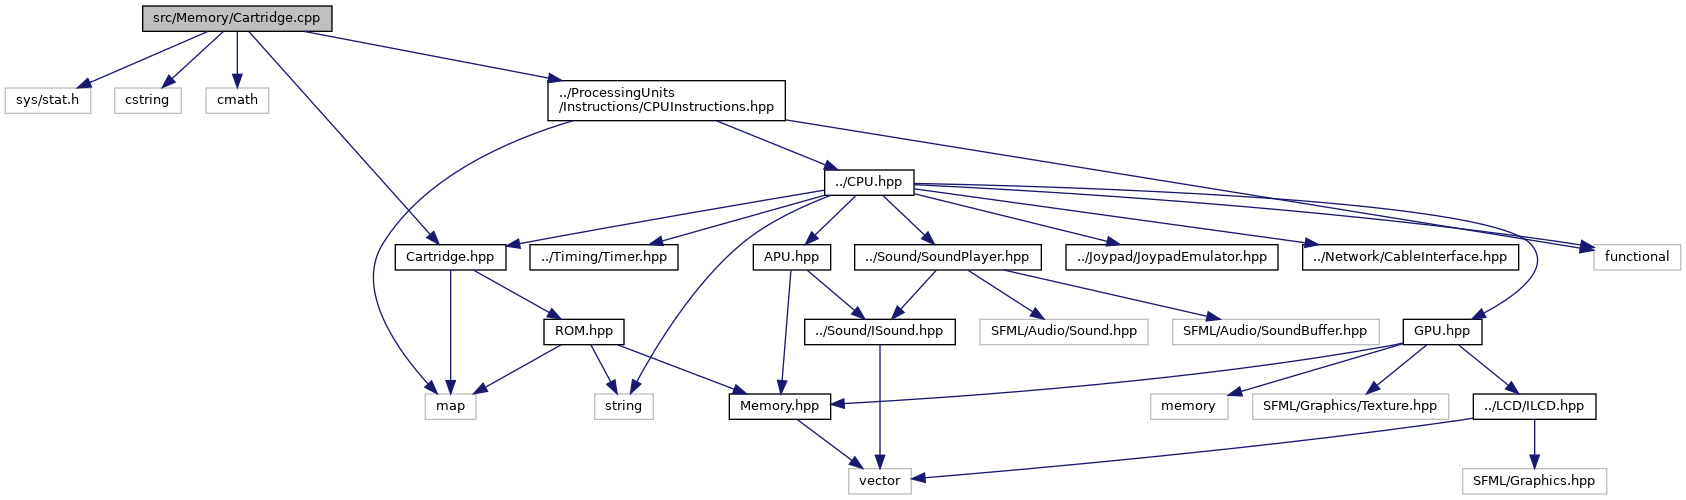 src/Memory/Cartridge.cpp
sys/stat.h
cstring
cmath
../ProcessingUnits
/Instructions/CPUInstructions.hpp
../CPU.hpp
Cartridge.hpp
../Timing/Timer.hpp
APU.hpp
../Sound/SoundPlayer.hpp
../Joypad/JoypadEmulator.hpp
../Network/CableInterface.hpp
functional
ROM.hpp
../Sound/ISound.hpp
SFML/Audio/Sound.hpp
SFML/Audio/SoundBuffer.hpp
GPU.hpp
map
string
Memory.hpp
memory
SFML/Graphics/Texture.hpp
../LCD/ILCD.hpp
vector
SFML/Graphics.hpp